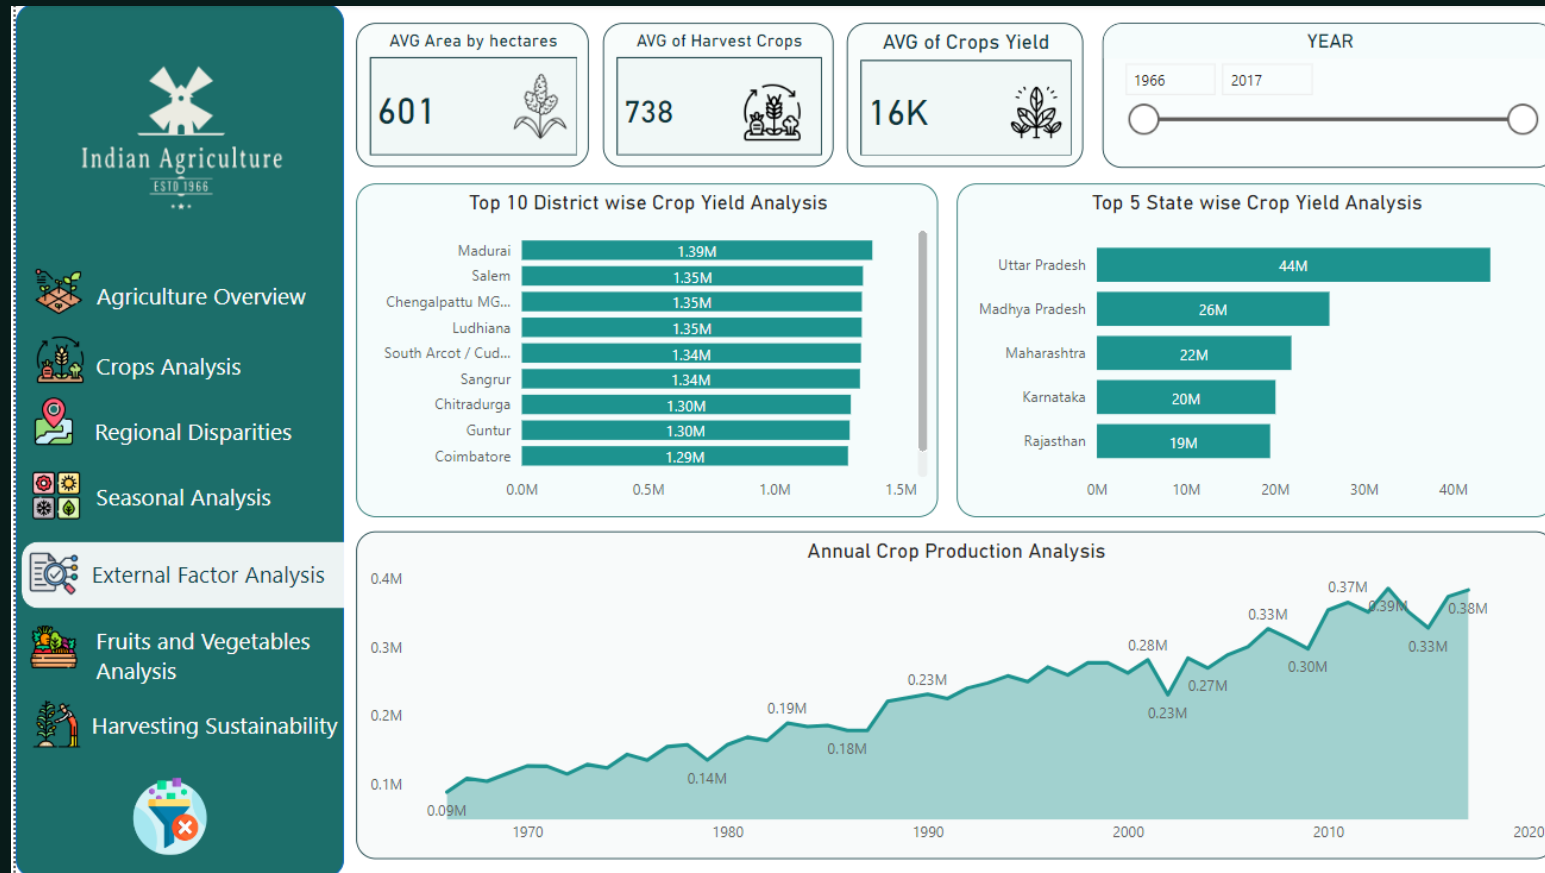 Indian Agriculture
ESTD 1966
Agriculture Overview
Crops Analysis
Regional Disparities
Seasonal Analysis
External Factor Analysis
Fruits and Vegetables
Analysis
Harvesting Sustainability
AVG Area by hectares
601
AVG of Harvest Crops
738
AVG of Crops Yield
16K
YEAR
1966 2017
Top 10 District wise Crop Yield Analysis
Madurai 1.39M
Salem 1.35M
Chengalpattu MG... 1.35M
Ludhiana 1.35M
South Arcot / Cud... 1.34M
Sangrur 1.34M
Chitradurga 1.30M
Guntur 1.30M
Coimbatore 1.29M
0.0M 0.5M 1.0M 1.5M
Top 5 State wise Crop Yield Analysis
Uttar Pradesh 44M
Madhya Pradesh 26M
Maharashtra 22M
Karnataka 20M
Rajasthan 19M
0M 10M 20M 30M 40M
Annual Crop Production Analysis
0.4M
0.3M
0.2M
0.1M
0.09M
0.14M
0.19M
0.18M
0.23M
0.28M
0.23M
0.27M
0.33M
0.30M
0.37M
0.39M
0.33M
0.38M
1970 1980 1990 2000 2010 2020